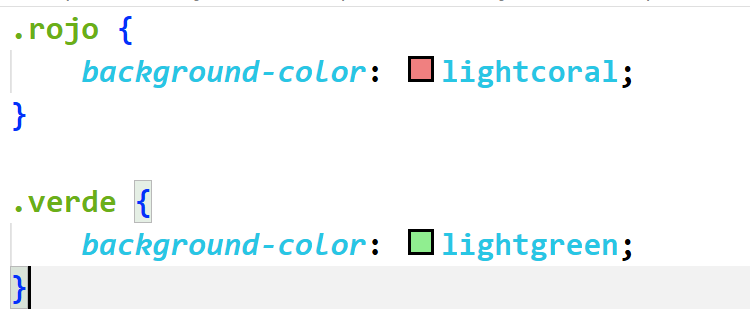 .rojo {
    background-color: lightcoral;
}
.verde {
    background-color: lightgreen;
}